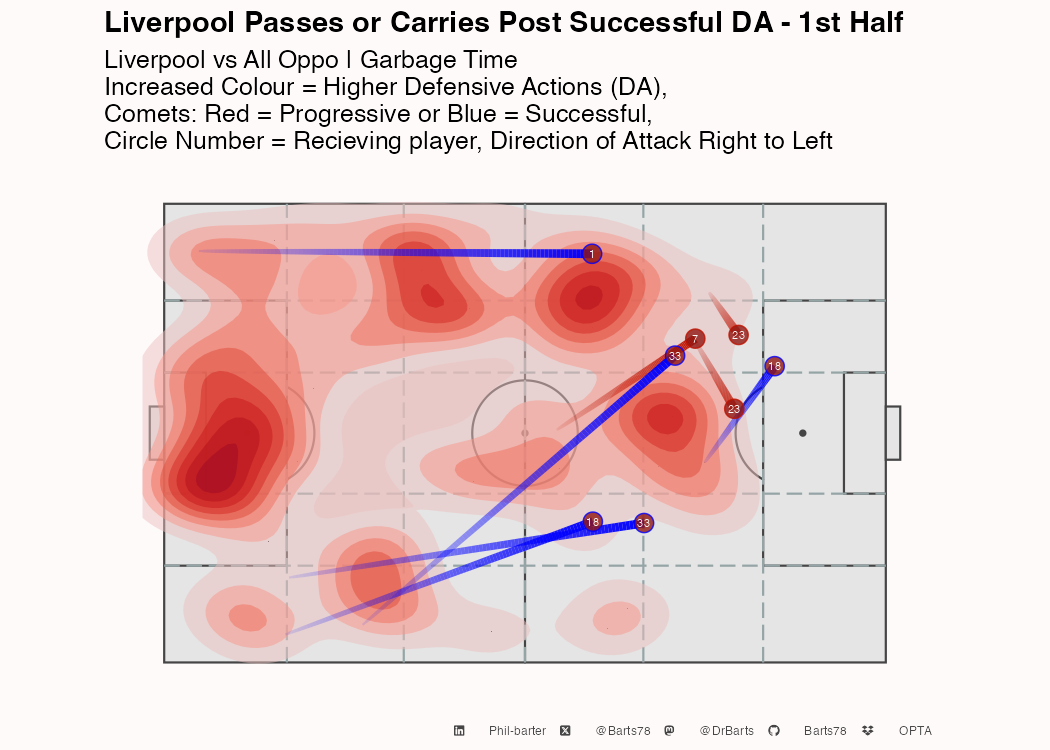 Liverpool Passes or Carries Post Successful DA - 1st Half
Liverpool vs All Oppo | Garbage Time
Increased Colour = Higher Defensive Actions (DA),
Comets: Red = Progressive or Blue = Successful,
Circle Number = Recieving player, Direction of Attack Right to Left
1
23
7
33
18
23
18
33
Phil-barter @Barts78 @DrBarts Barts78 OPTA